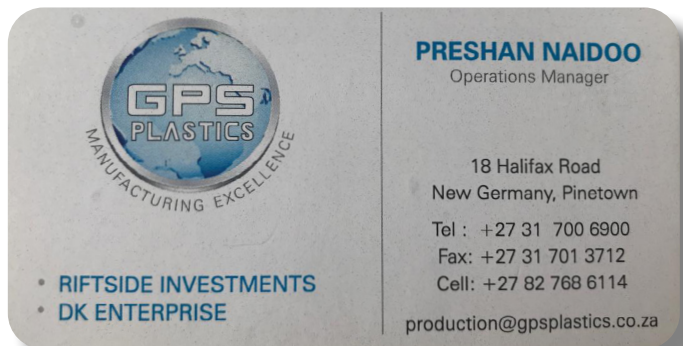 GPS
PLASTICS
MANUFACTURING EXCELLENCE
• RIFTSIDE INVESTMENTS
• DK ENTERPRISE
PRESHAN NAIDOO
Operations Manager
18 Halifax Road
New Germany, Pinetown
Tel : +27 31 700 6900
Fax: +27 31 701 3712
Cell: +27 82 768 6114
production@gpsplastics.co.za